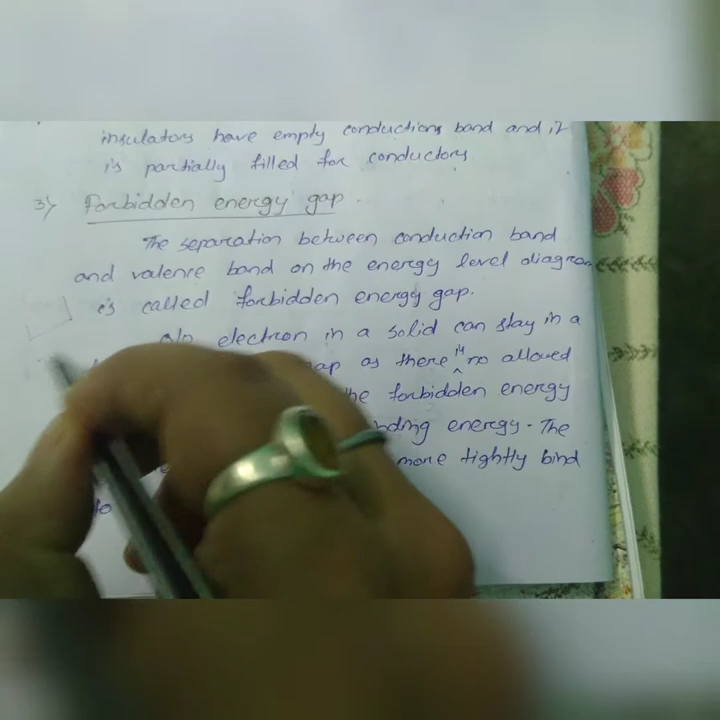 insulators have empty conductions band and it
is partially filled for conductors
3) Forbidden energy gap.
The separation between conduction band
and valence band on the energy level diagram
is called forbidden energy gap.
No electron in a solid can stay in a
gap as there is no allowed
the forbidden energy
energy. The
more tightly bind
to